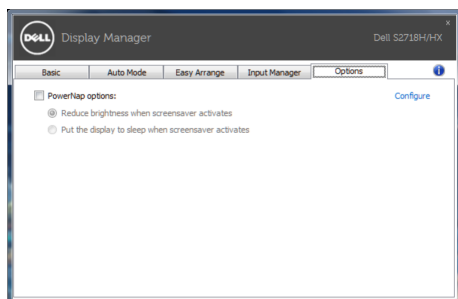 DELL Display Manager Dell S2718H/HX
Basic Auto Mode Easy Arrange Input Manager Options
PowerNap options: Configure
Reduce brightness when screensaver activates
Put the display to sleep when screensaver activates